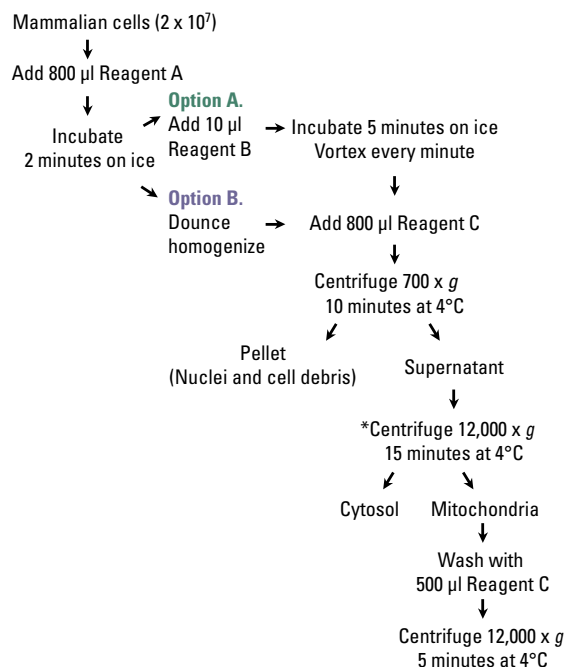 Mammalian cells (2 x 10⁷)
Add 800 µl Reagent A
Incubate
2 minutes on ice
Option A.
Add 10 µl
Reagent B
Incubate 5 minutes on ice
Vortex every minute
Option B.
Dounce
homogenize
Add 800 µl Reagent C
Centrifuge 700 x g
10 minutes at 4°C
Pellet
(Nuclei and cell debris)
Supernatant
*Centrifuge 12,000 x g
15 minutes at 4°C
Cytosol
Mitochondria
Wash with
500 µl Reagent C
Centrifuge 12,000 x g
5 minutes at 4°C